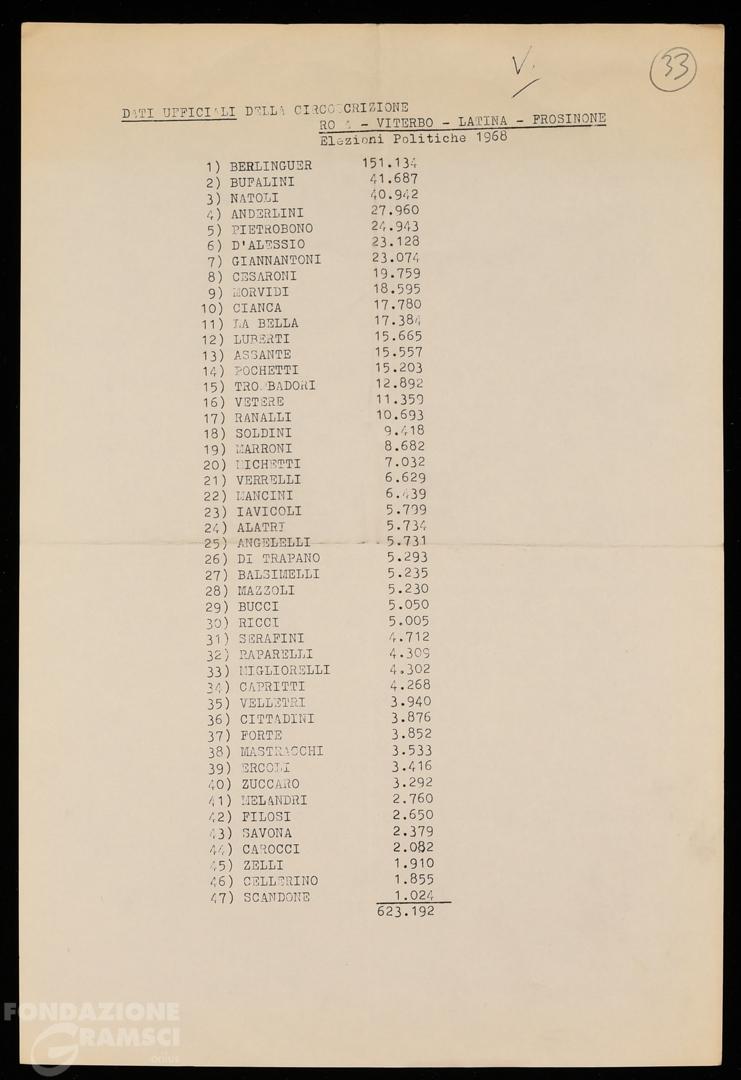 V.
33
DATI UFFICIALI DELLA CIRCOSCRIZIONE
ROMA - VITERBO - LATINA - FROSINONE
Elezioni Politiche 1968
1) BERLINGUER 151.134
2) BUFALINI 41.687
3) NATOLI 40.942
4) ANDERLINI 27.960
5) PIETROBONO 24.943
6) D'ALESSIO 23.128
7) GIANNANTONI 23.074
8) CESARONI 19.759
9) MORVIDI 18.595
10) CIANCA 17.780
11) LA BELLA 17.384
12) LUBERTI 15.665
13) ASSANTE 15.557
14) POCHETTI 15.203
15) TROMBADORI 12.892
16) VETERE 11.359
17) RANALLI 10.693
18) SOLDINI 9.418
19) MARRONI 8.682
20) MICHETTI 7.032
21) VERRELLI 6.629
22) MANCINI 6.439
23) IAVICOLI 5.799
24) ALATRI 5.734
25) ANGELELLI 5.731
26) DI TRAPANO 5.293
27) BALSIMELLI 5.235
28) MAZZOLI 5.230
29) BUCCI 5.050
30) RICCI 5.005
31) SERAFINI 4.712
32) RAPARELLI 4.309
33) MIGLIORELLI 4.302
34) CAPRITTI 4.268
35) VELLETRI 3.940
36) CITTADINI 3.876
37) FORTE 3.852
38) MASTRACCHI 3.533
39) ERCOLI 3.416
40) ZUCCARO 3.292
41) MELANDRI 2.760
42) FILOSI 2.650
43) SAVONA 2.379
44) CAROCCI 2.082
45) ZELLI 1.910
46) CELLERINO 1.855
47) SCANDONE 1.024
623.192
FONDAZIONE
GRAMSCI
onlus